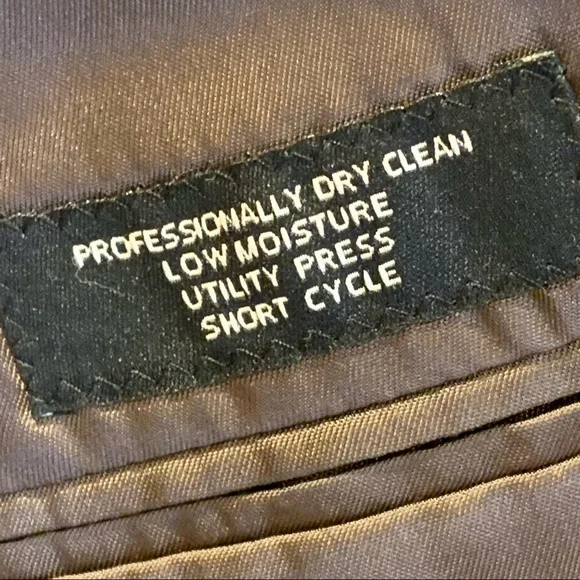 PROFESSIONALLY DRY CLEAN
LOW MOISTURE
UTILITY PRESS
SHORT CYCLE